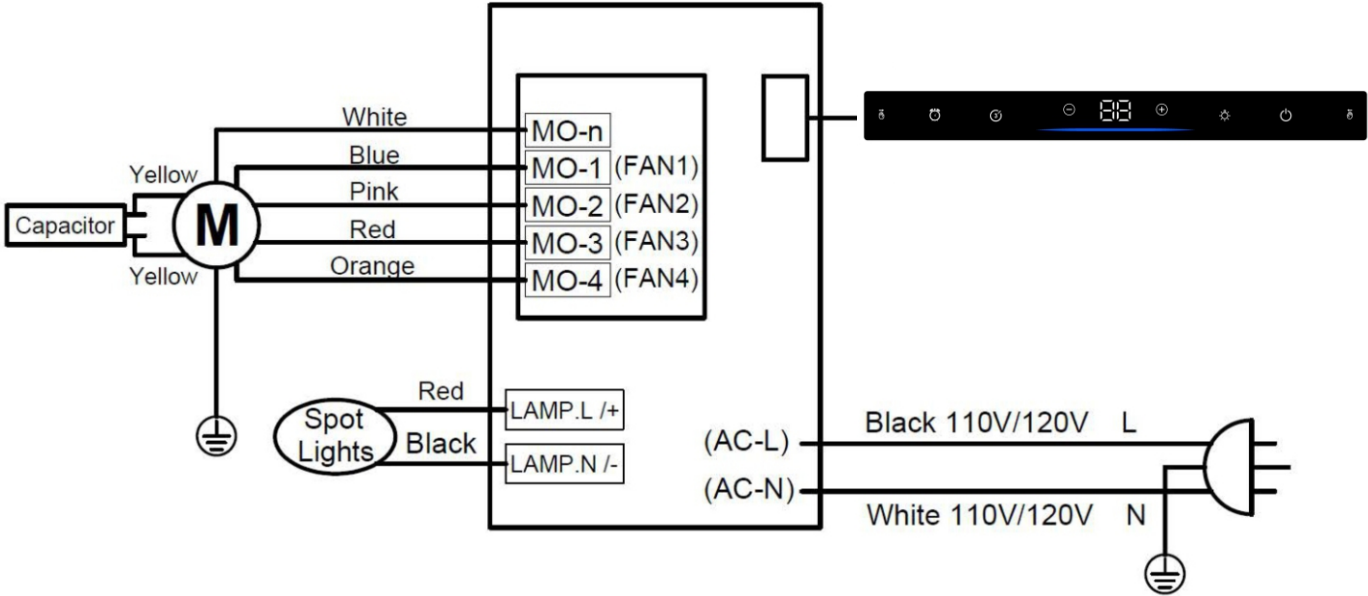 White
MO-n
Blue
MO-1 (FAN1)
Yellow
Pink
MO-2 (FAN2)
Capacitor
M
Red
MO-3 (FAN3)
Yellow
Orange
MO-4 (FAN4)
88
Red
LAMP.L /+
Spot
Lights
Black
LAMP.N /-
(AC-L)
Black 110V/120V L
(AC-N)
White 110V/120V N